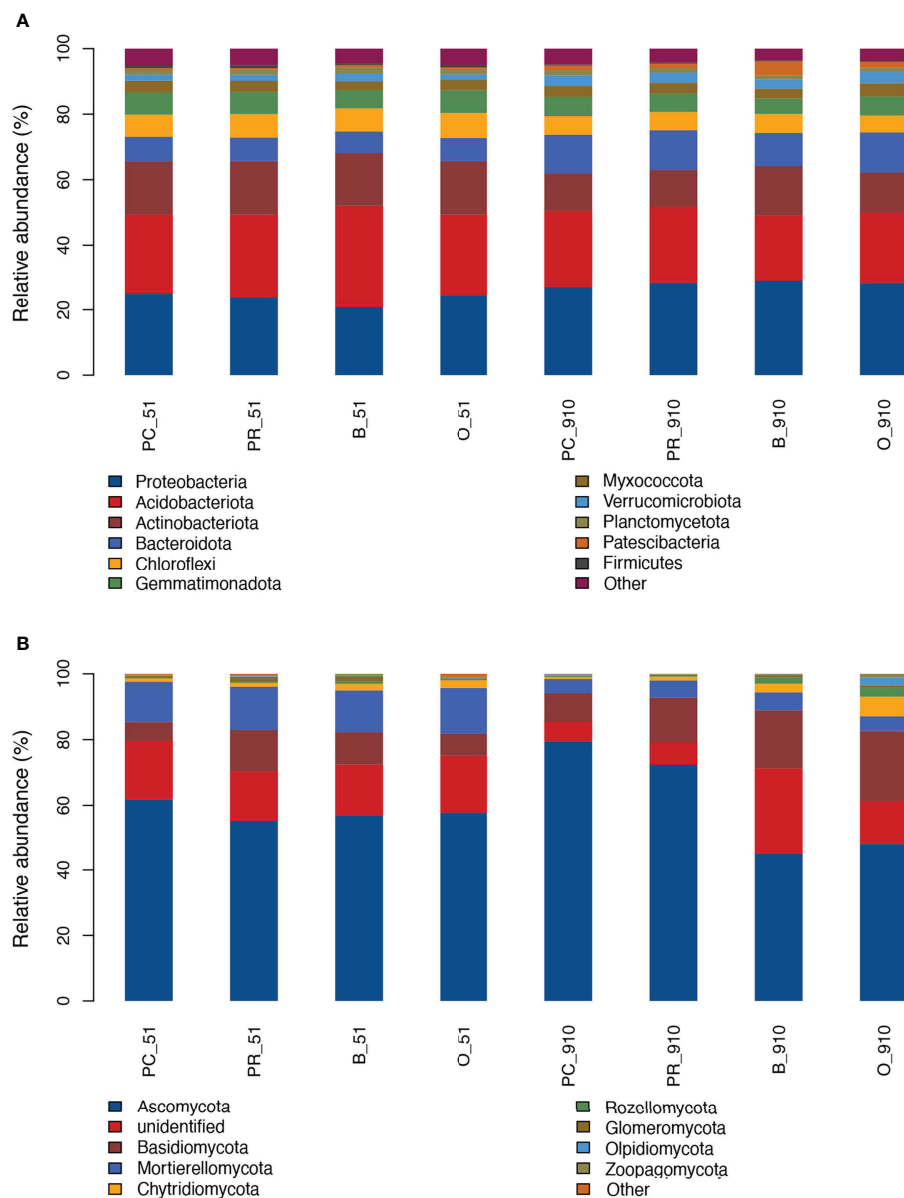 A
Relative abundance (%)
100
80
60
40
20
0
PC_51
PR_51
B_51
O_51
PC_910
PR_910
B_910
O_910
Proteobacteria
Acidobacteriota
Actinobacteriota
Bacteroidota
Chloroflexi
Gemmatimonadota
Myxococcota
Verrucomicrobiota
Planctomycetota
Patescibacteria
Firmicutes
Other
B
Relative abundance (%)
100
80
60
40
20
0
PC_51
PR_51
B_51
O_51
PC_910
PR_910
B_910
O_910
Ascomycota
unidentified
Basidiomycota
Mortierellomycota
Chytridiomycota
Rozellomycota
Glomeromycota
Olpidiomycota
Zoopagomycota
Other